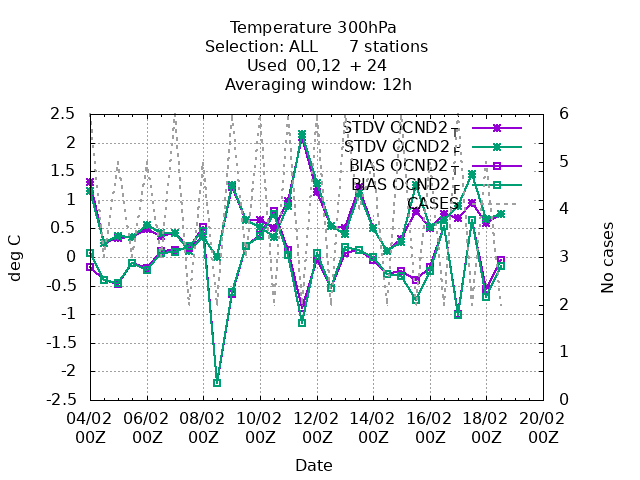 Temperature 300hPa
Selection: ALL 7 stations
Used 00,12 + 24
Averaging window: 12h
2.5
2
1.5
1
0.5
0
-0.5
-1
-1.5
-2
-2.5
deg C
6
5
4
3
2
1
0
No cases
STDV OCND2 T
STDV OCND2 F
BIAS OCND2 T
BIAS OCND2 F
CASES
04/02 06/02 08/02 10/02 12/02 14/02 16/02 18/02 20/02
00Z 00Z 00Z 00Z 00Z 00Z 00Z 00Z 00Z
Date